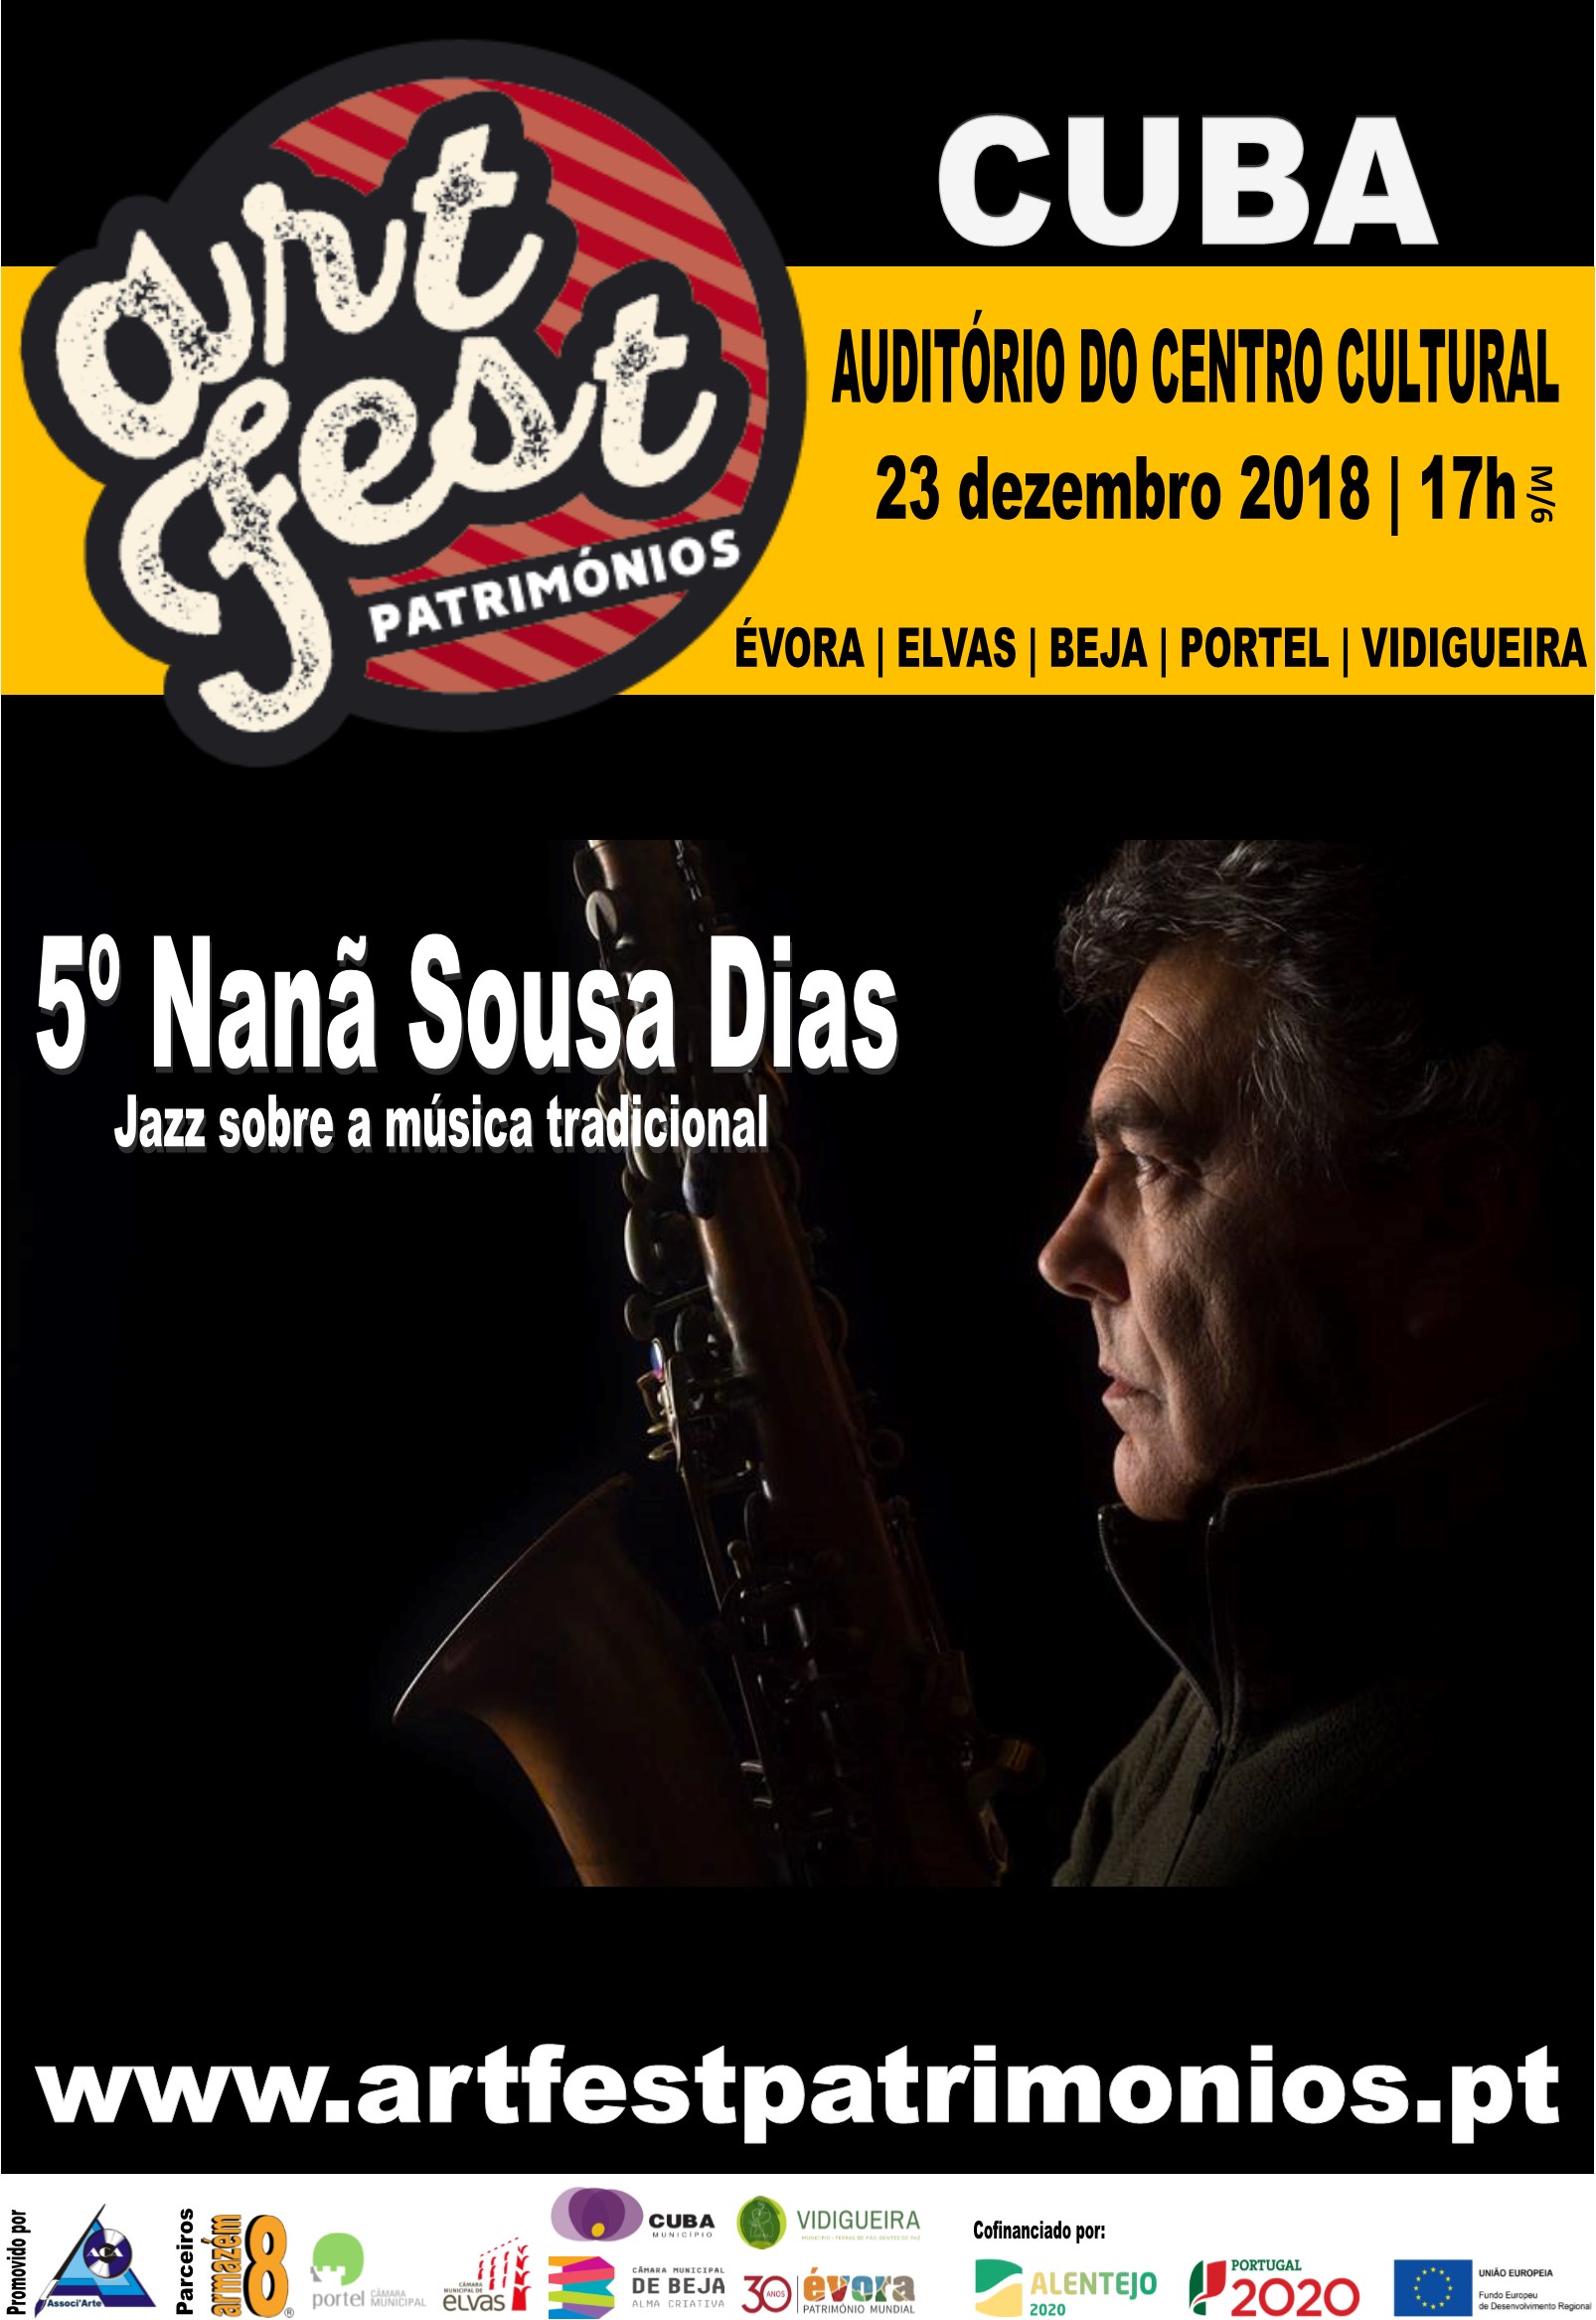 art
fest
PATRIMÓNIOS
CUBA
AUDITÓRIO DO CENTRO CULTURAL
23 dezembro 2018 | 17h M/6
ÉVORA | ELVAS | BEJA | PORTEL | VIDIGUEIRA
5º Nanã Sousa Dias
Jazz sobre a música tradicional
www.artfestpatrimonios.pt
Promovido por
ACA
Associ'Arte
Parceiros
armazém 8 ®
portel CÂMARA MUNICIPAL
CÂMARA MUNICIPAL DE elvas
CUBA
MUNICÍPIO
VIDIGUEIRA
CÂMARA MUNICIPAL
DE BEJA
ALMA CRIATIVA
30 ANOS
évora
PATRIMÓNIO MUNDIAL
Cofinanciado por:
ALENTEJO
2020
PORTUGAL
2020
UNIÃO EUROPEIA
Fundo Europeu
de Desenvolvimento Regional